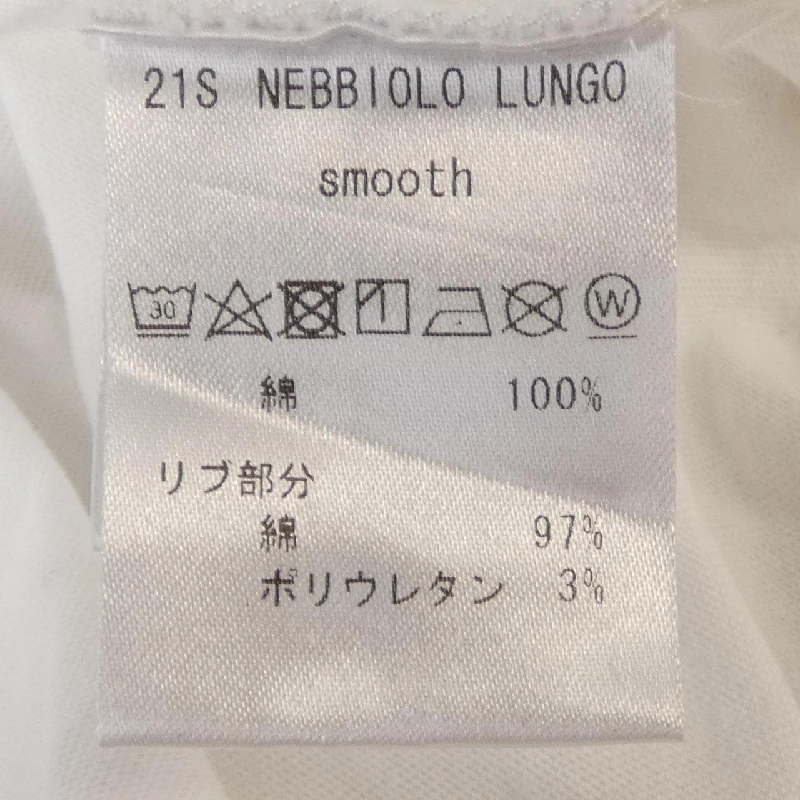 21S NEBBIOLO LUNGO
smooth
30 W
綿 100%
リブ部分
綿 97%
ポリウレタン 3%